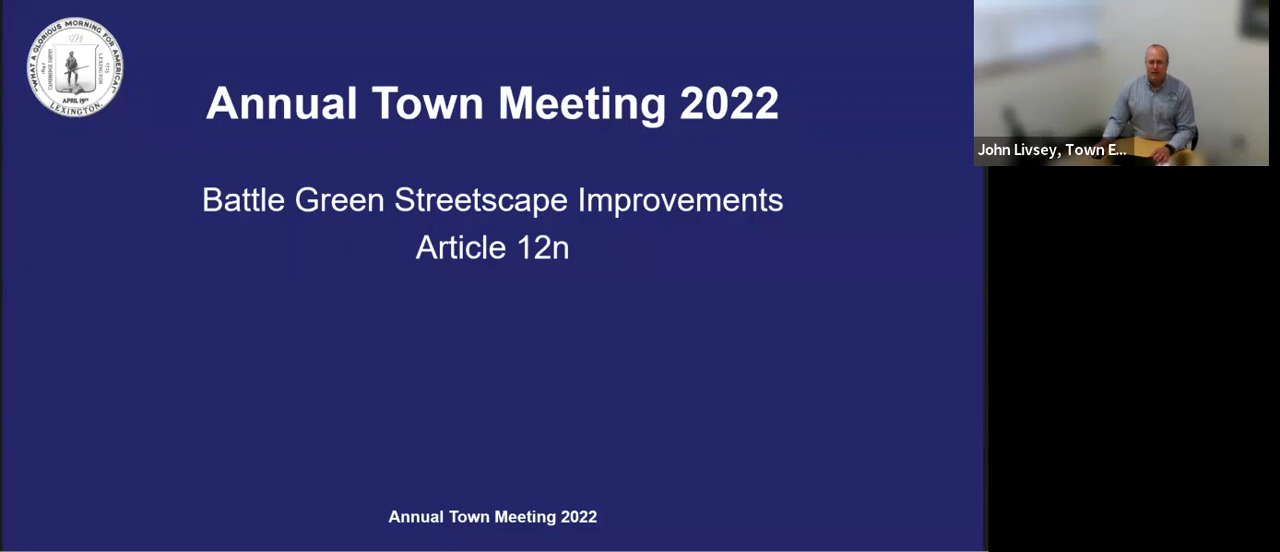 "WHAT A GLORIOUS MORNING FOR AMERICA!"
1775
APRIL 19TH
LEXINGTON.
Annual Town Meeting 2022
Battle Green Streetscape Improvements
Article 12n
Annual Town Meeting 2022
John Livsey, Town E...